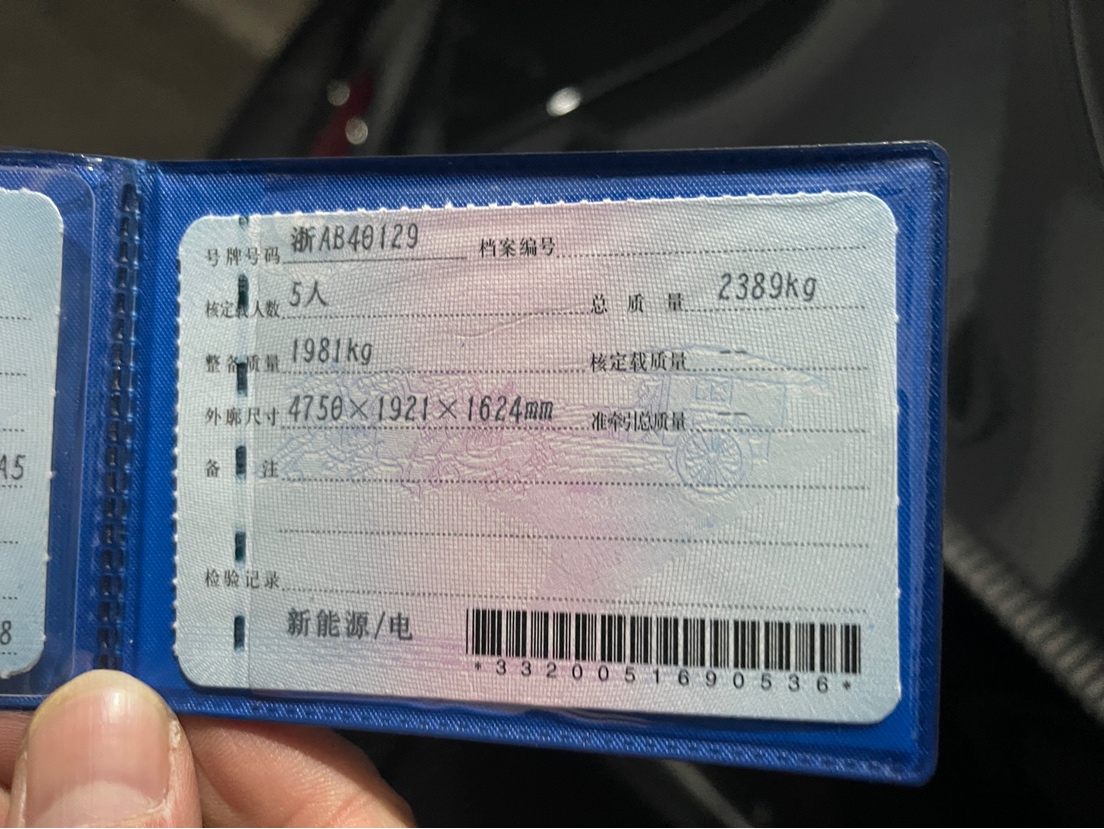 号牌号码 浙AB40129 档案编号
核定载人数 5人 总质量 2389kg
整备质量 1981kg 核定载质量 --
外廓尺寸 4750×1921×1624mm 准牵引总质量 --
备注
A5
检验记录
8 新能源/电
*3320051690536*